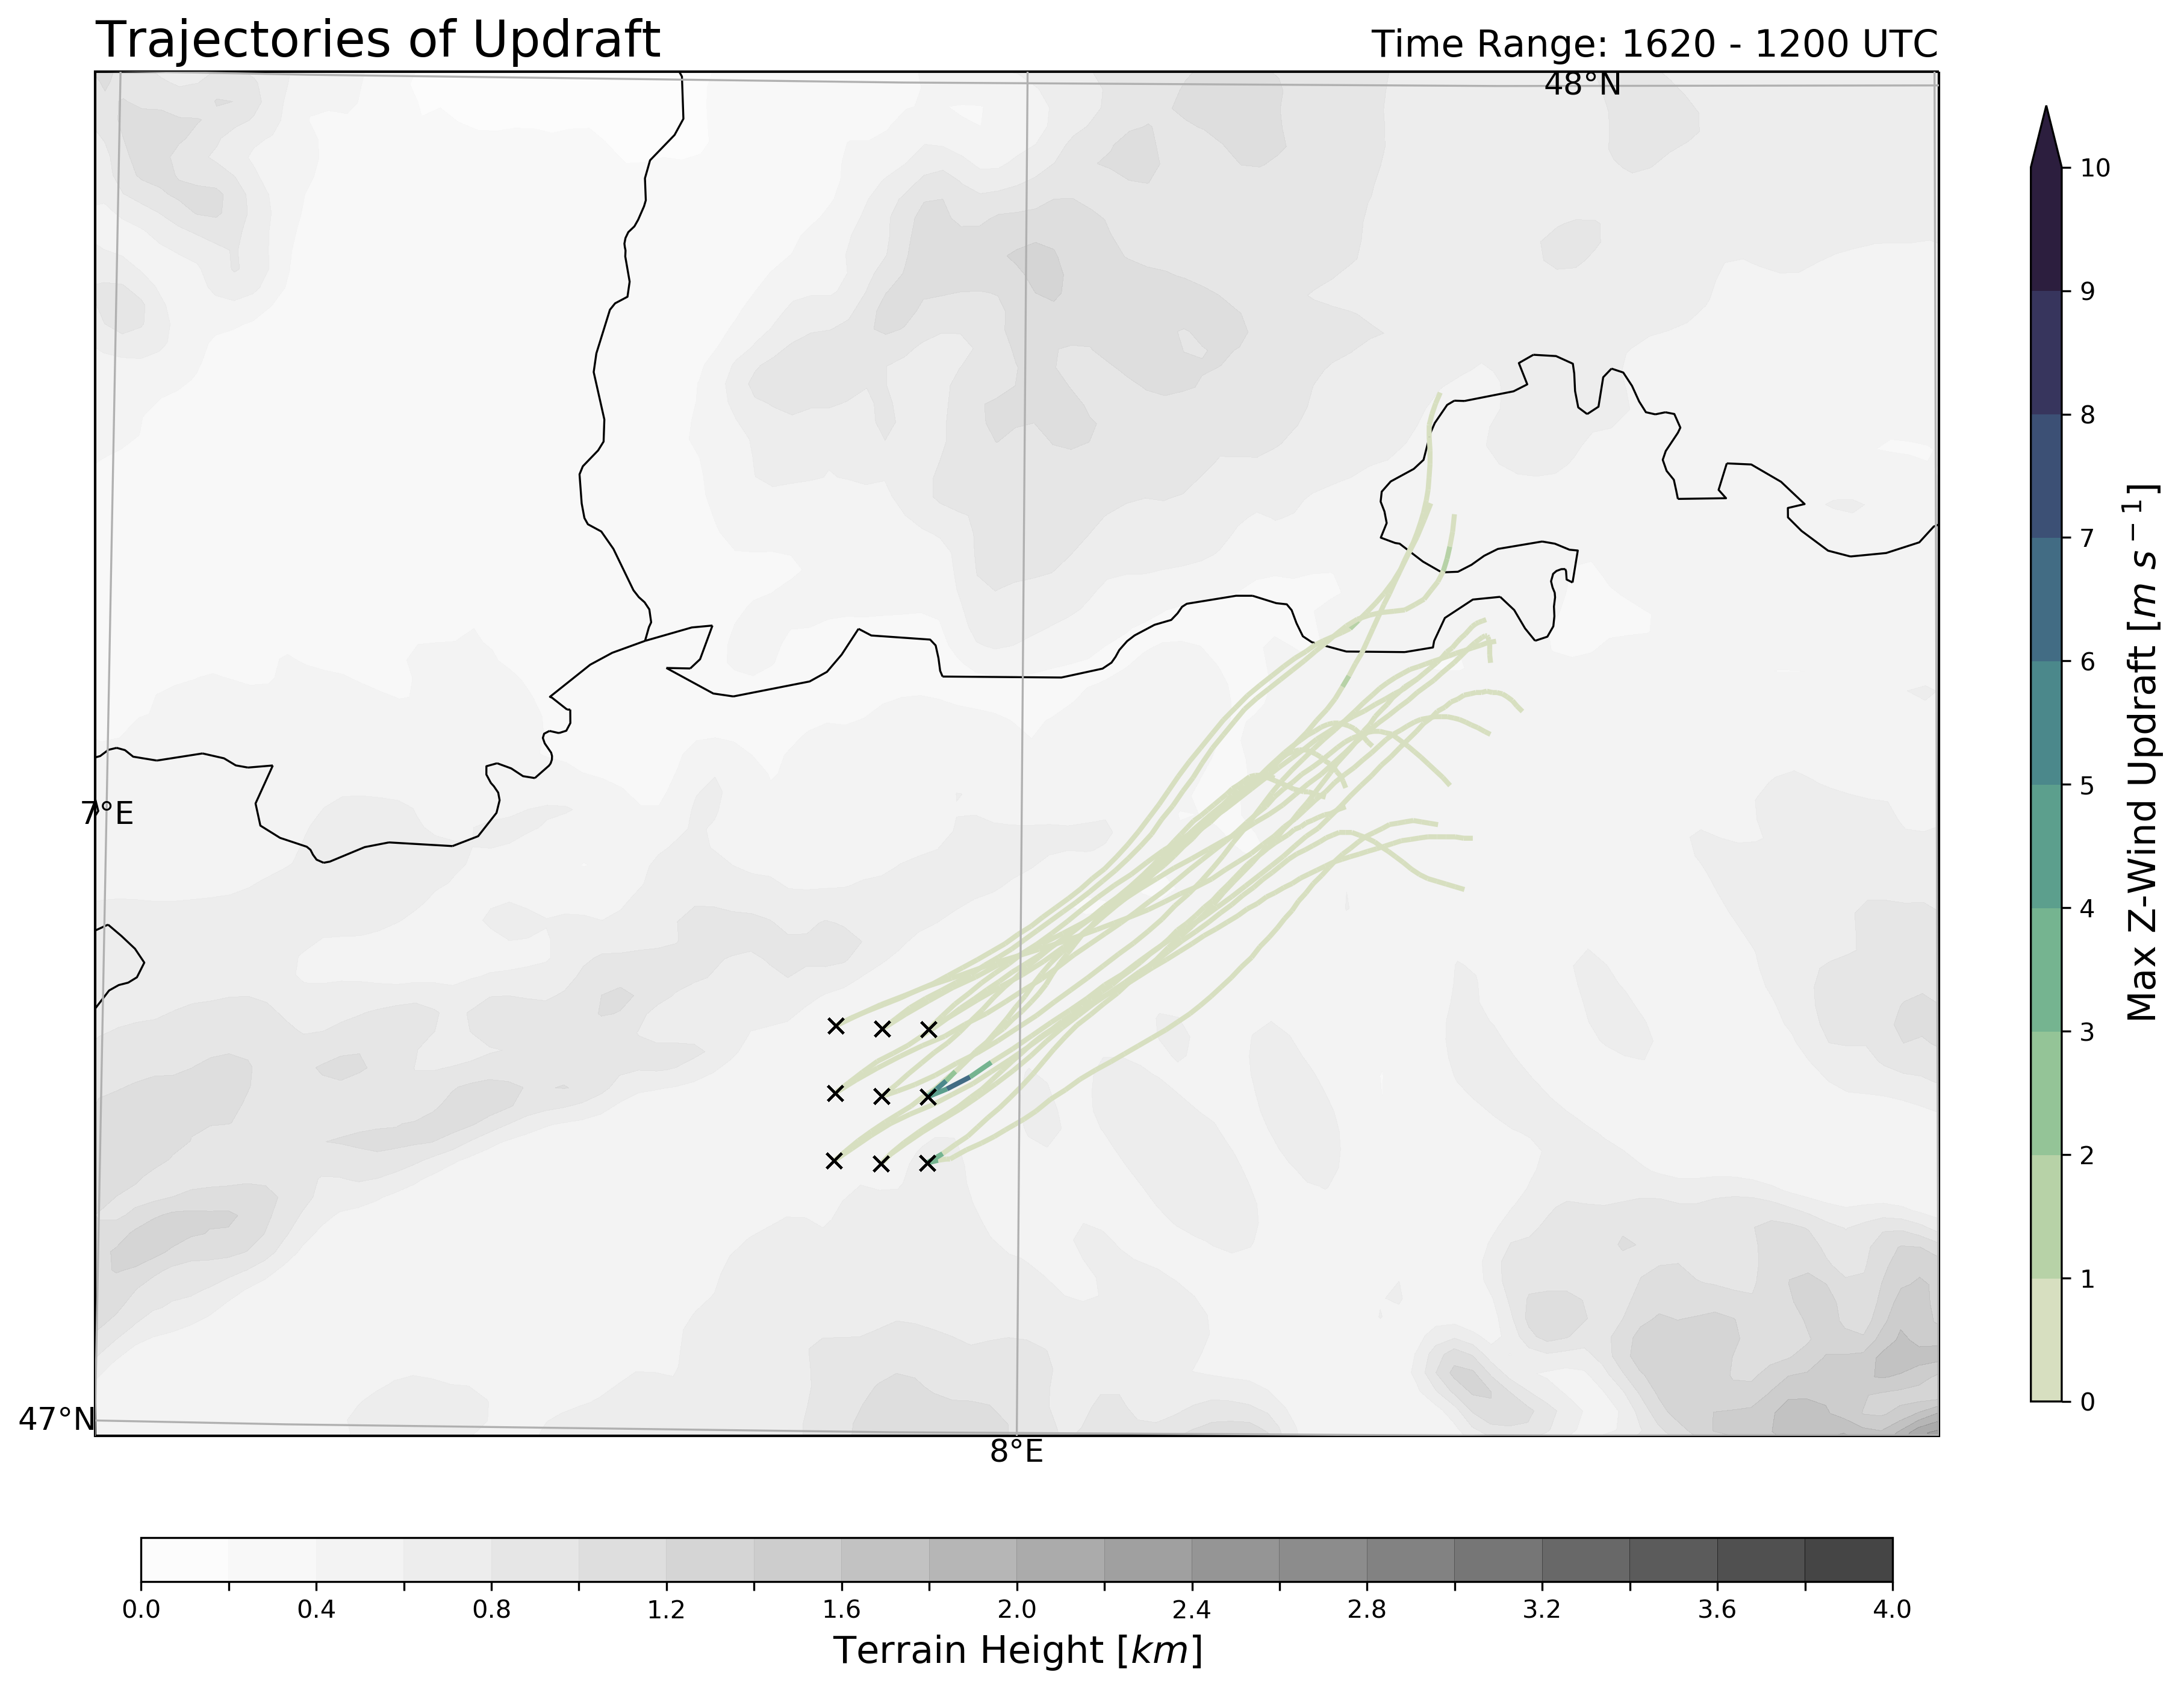 Trajectories of Updraft
Time Range: 1620 - 1200 UTC
48°N
7°E
47°N
8°E
10
9
8
7
6
5
4
3
2
1
0
Max Z-Wind Updraft [m s⁻¹]
0.0 0.4 0.8 1.2 1.6 2.0 2.4 2.8 3.2 3.6 4.0
Terrain Height [km]